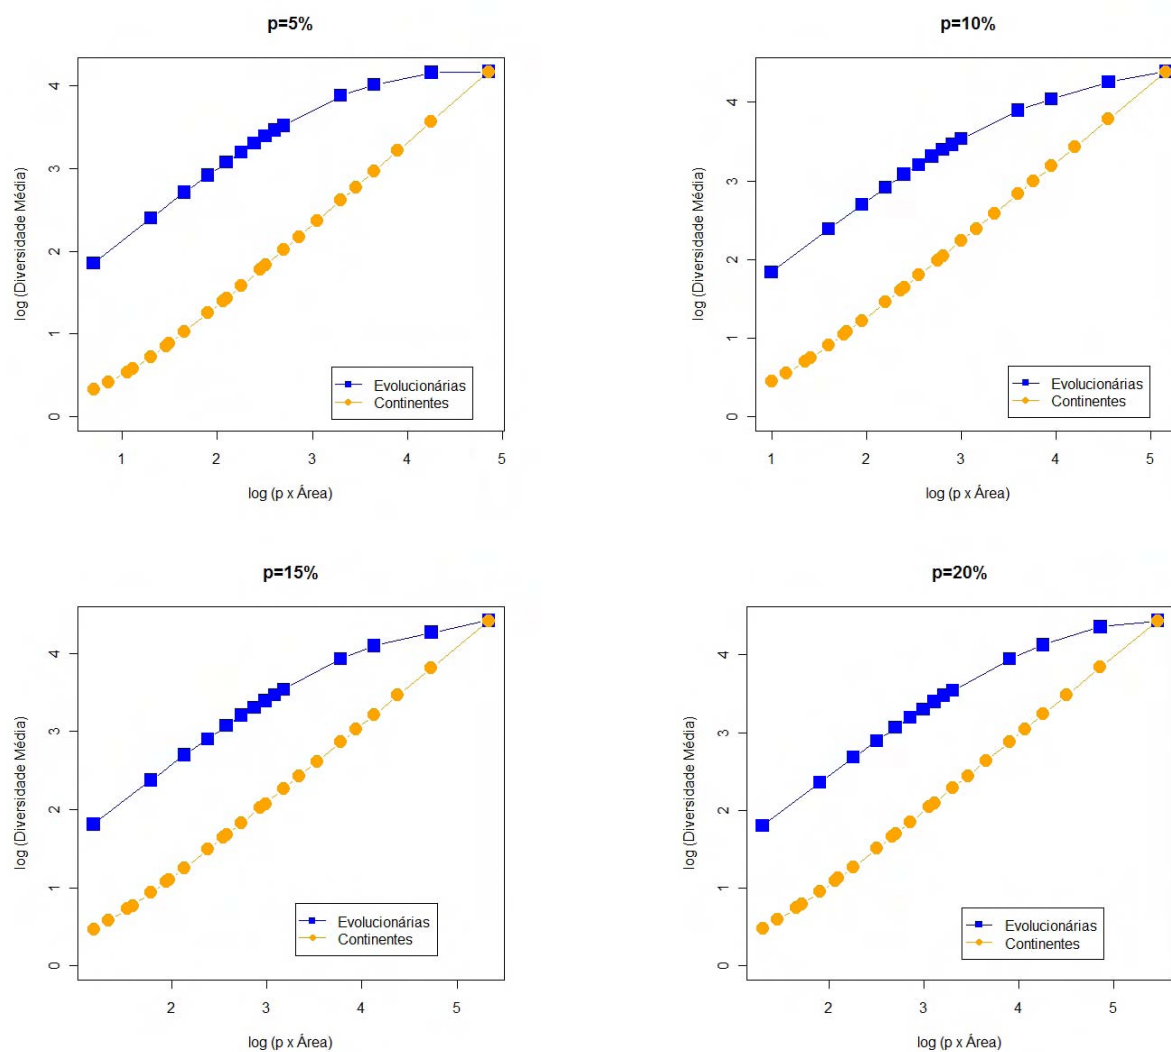 p=5%
log (Diversidade Média)
4
3
2
1
0
Evolucionárias
Continentes
1 2 3 4 5
log (p x Área)
p=10%
log (Diversidade Média)
4
3
2
1
0
Evolucionárias
Continentes
1 2 3 4 5
log (p x Área)
p=15%
log (Diversidade Média)
4
3
2
1
0
Evolucionárias
Continentes
2 3 4 5
log (p x Área)
p=20%
log (Diversidade Média)
4
3
2
1
0
Evolucionárias
Continentes
2 3 4 5
log (p x Área)